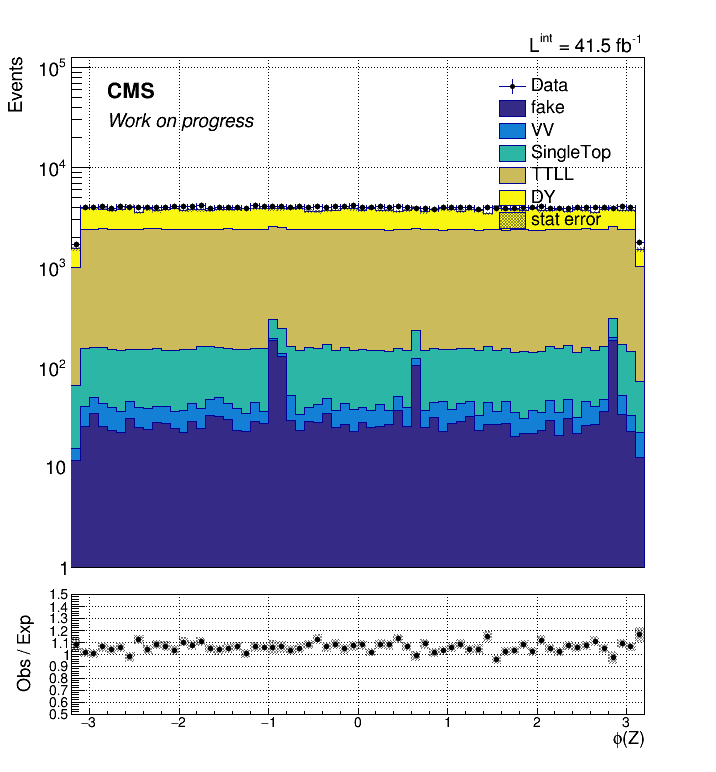 L^int = 41.5 fb^-1
Events
10^5
10^4
10^3
10^2
10
1
CMS
Work on progress
Data
fake
VV
SingleTop
TTLL
DY
stat error
Obs / Exp
1.5
1.4
1.3
1.2
1.1
1
0.9
0.8
0.7
0.6
0.5
−3 −2 −1 0 1 2 3
ϕ(Z)